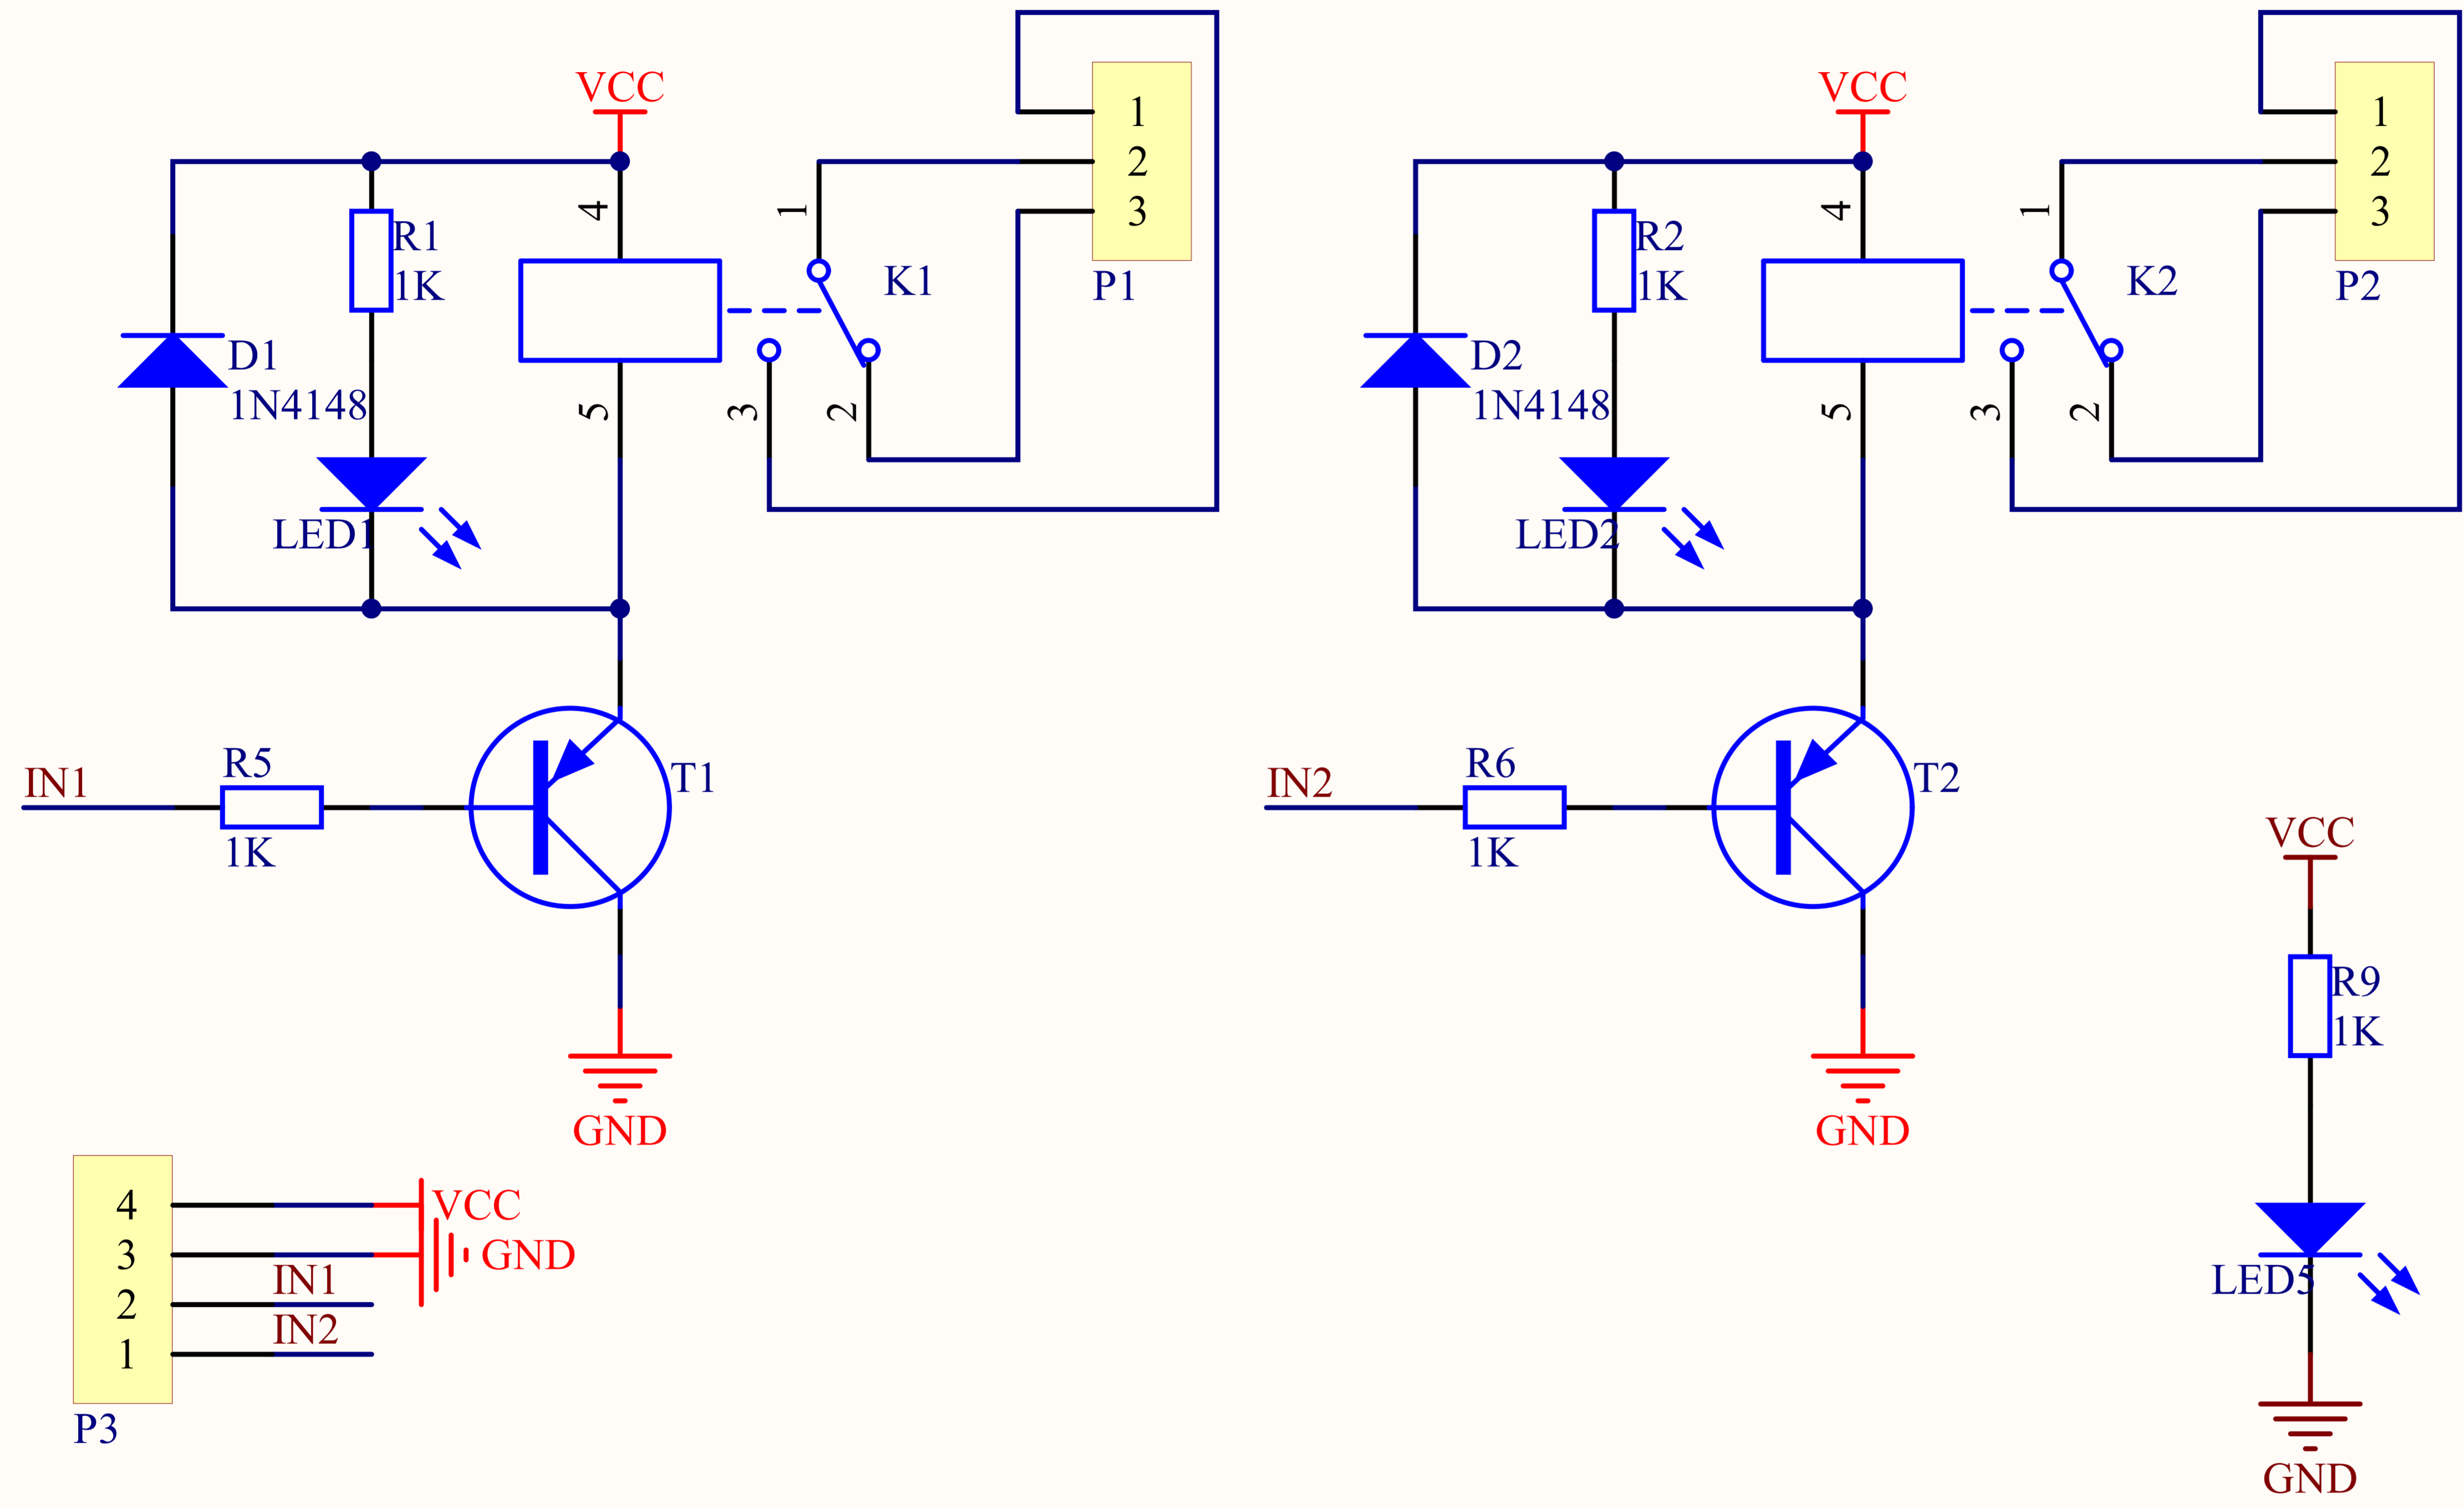 VCC
R1
1K
D1
1N4148
LED1
4
5
K1
1
3
2
1
2
3
P1
IN1
R5
1K
T1
GND
VCC
R2
1K
D2
1N4148
LED2
4
5
K2
1
3
2
1
2
3
P2
IN2
R6
1K
T2
GND
4
3
2
1
VCC
GND
IN1
IN2
P3
VCC
R9
1K
LED5
GND